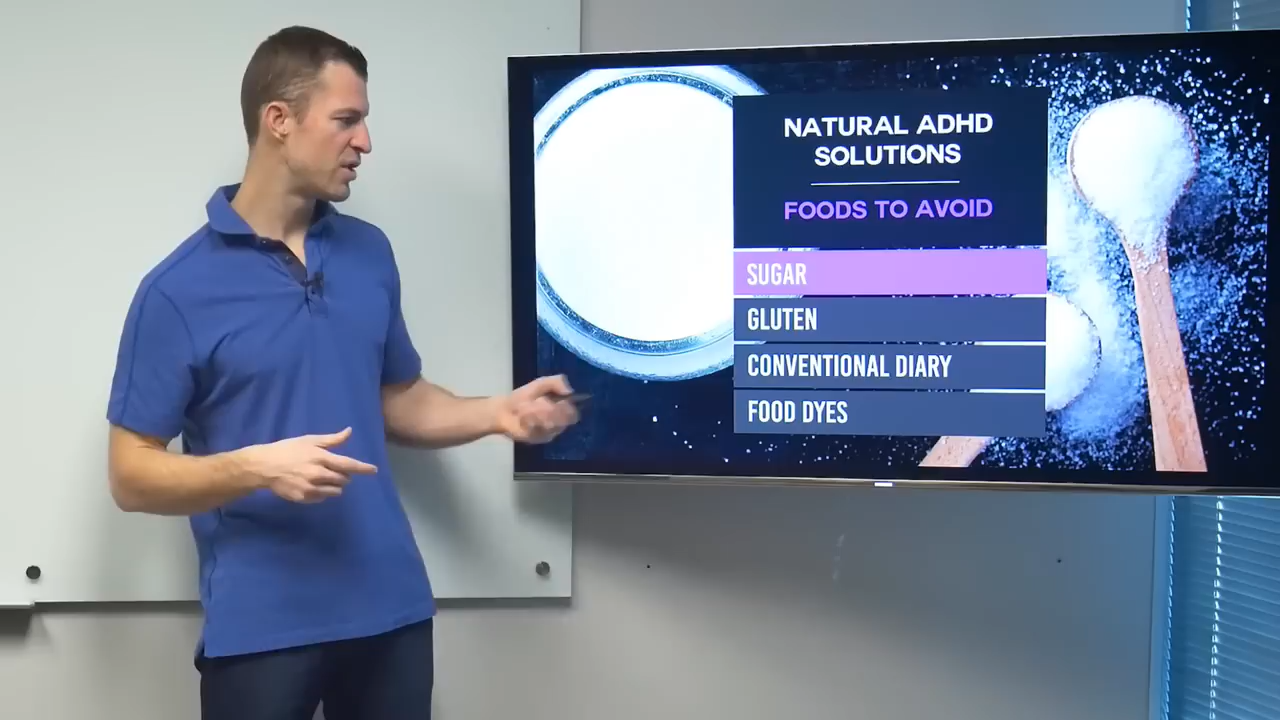 NATURAL ADHD
SOLUTIONS
FOODS TO AVOID
SUGAR
GLUTEN
CONVENTIONAL DIARY
FOOD DYES